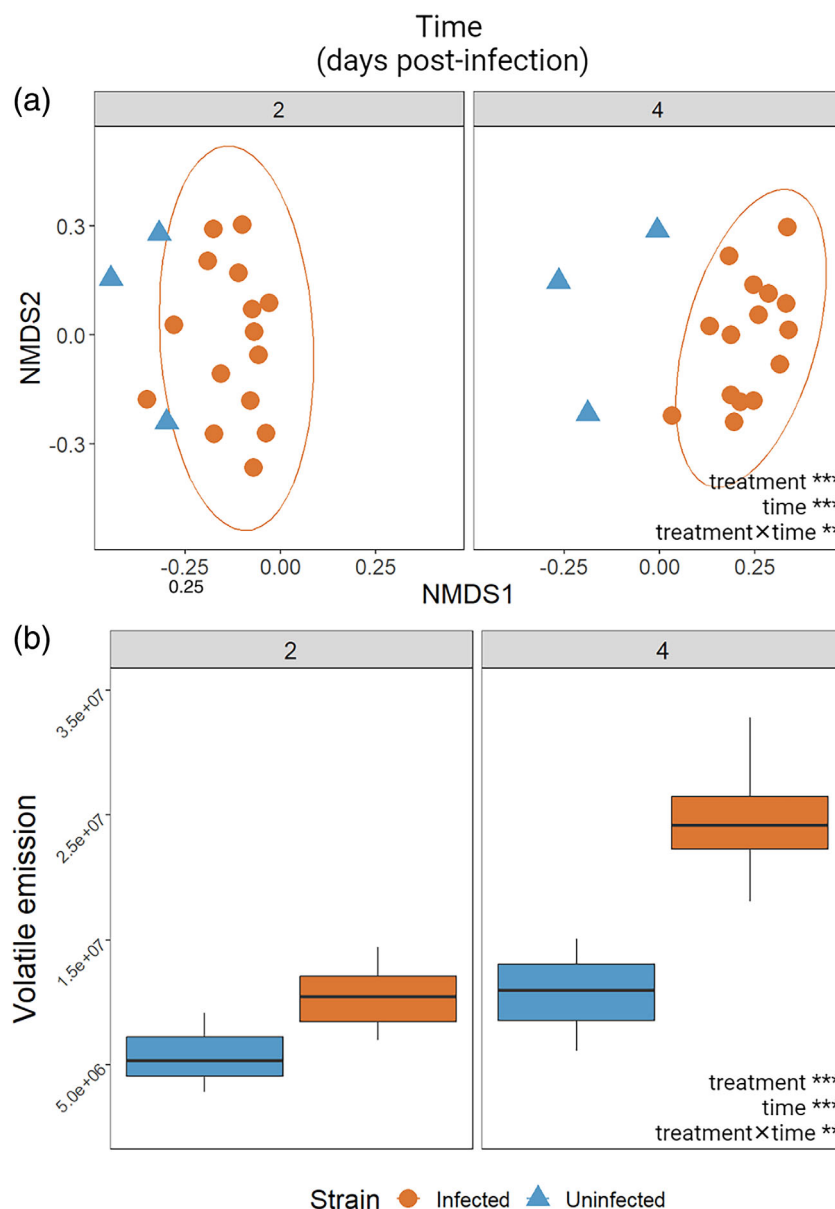 Time
(days post-infection)
(a)
2
4
0.3
0.0
-0.3
NMDS2
treatment ***
time ***
treatment×time **
-0.25
0.00
0.25
-0.25
0.00
0.25
0.25
NMDS1
(b)
2
4
3.5e+07
2.5e+07
1.5e+07
5.0e+06
Volatile emission
treatment ***
time ***
treatment×time **
Strain Infected Uninfected